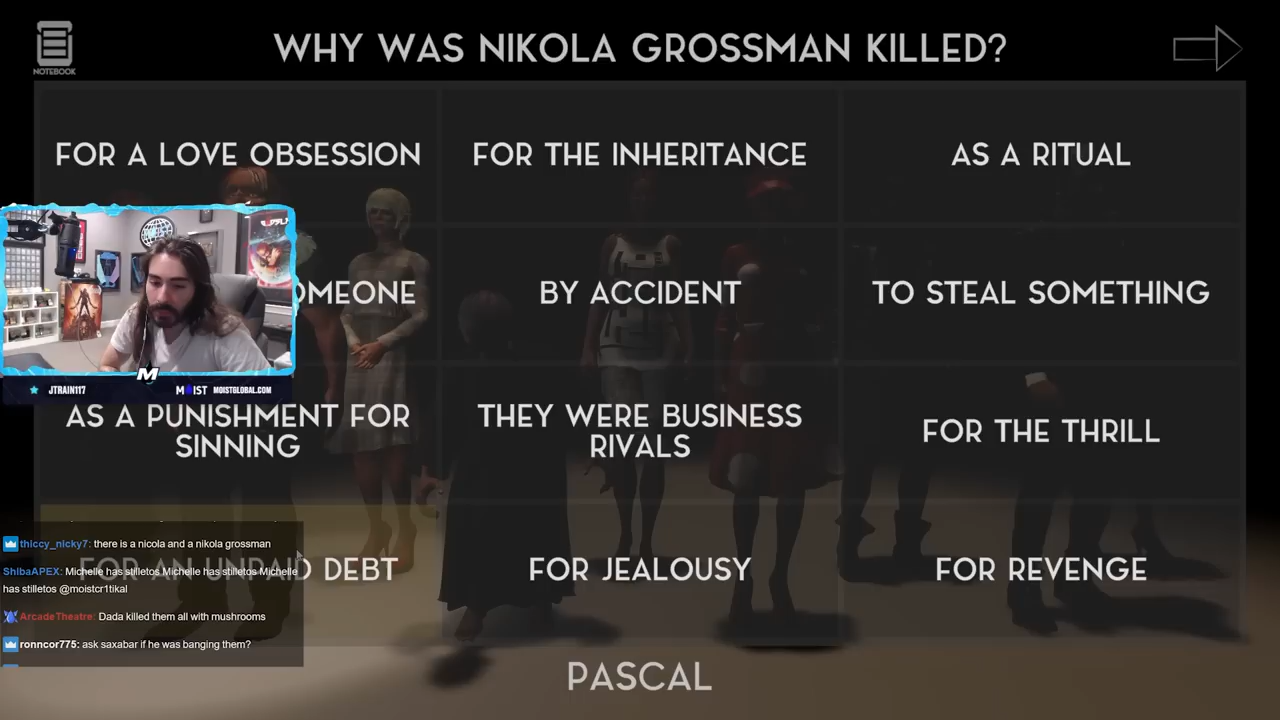 WHY WAS NIKOLA GROSSMAN KILLED?
NOTEBOOK
FOR A LOVE OBSESSION
FOR THE INHERITANCE
AS A RITUAL
OMEONE
BY ACCIDENT
TO STEAL SOMETHING
M
JTRAIN117
MOIST
MOISTGLOBAL.COM
AS A PUNISHMENT FOR
SINNING
THEY WERE BUSINESS
RIVALS
FOR THE THRILL
FOR AN UNPAID DEBT
FOR JEALOUSY
FOR REVENGE
thiccy_nicky7: there is a nicola and a nikola grossman
ShibaAPEX: Michelle has stilletos Michelle has stilletos Michelle
has stilletos @moistcr1tikal
ArcadeTheatre: Dada killed them all with mushrooms
ronncor775: ask saxabar if he was banging them?
PASCAL